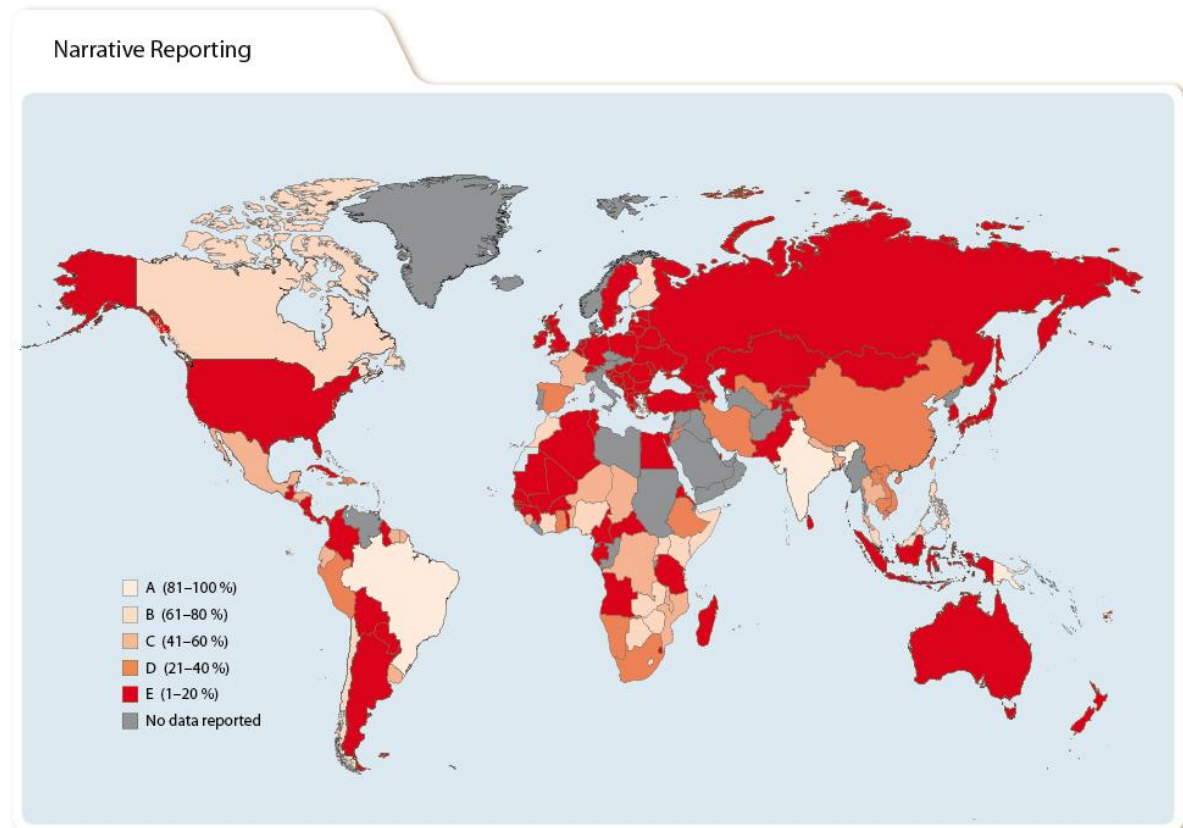 Narrative Reporting
A (81–100 %)
B (61–80 %)
C (41–60 %)
D (21–40 %)
E (1–20 %)
No data reported